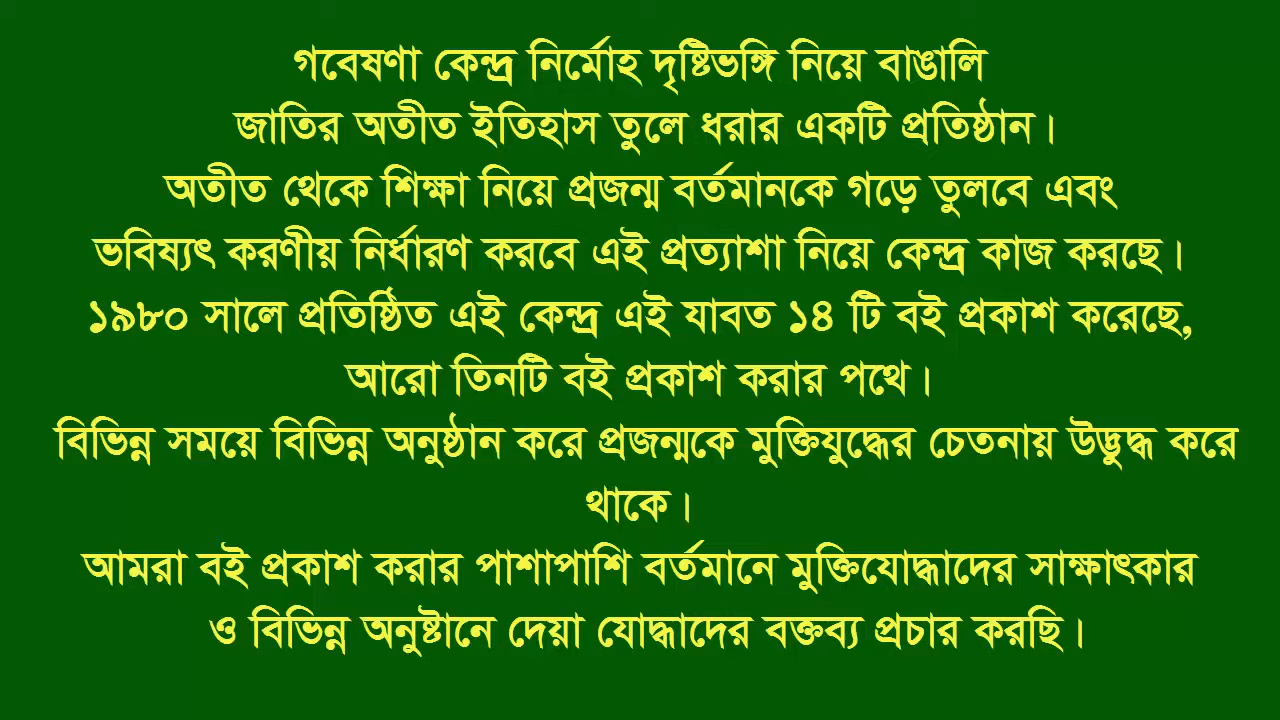 গবেষণা কেন্দ্র নির্মোহ দৃষ্টিভঙ্গি নিয়ে বাঙালি
জাতির অতীত ইতিহাস তুলে ধরার একটি প্রতিষ্ঠান।
অতীত থেকে শিক্ষা নিয়ে প্রজন্ম বর্তমানকে গড়ে তুলবে এবং
ভবিষ্যৎ করণীয় নির্ধারণ করবে এই প্রত্যাশা নিয়ে কেন্দ্র কাজ করছে।
১৯৮০ সালে প্রতিষ্ঠিত এই কেন্দ্র এই যাবত ১৪ টি বই প্রকাশ করেছে,
আরো তিনটি বই প্রকাশ করার পথে।
বিভিন্ন সময়ে বিভিন্ন অনুষ্ঠান করে প্রজন্মকে মুক্তিযুদ্ধের চেতনায় উদ্ভুদ্ধ করে
থাকে।
আমরা বই প্রকাশ করার পাশাপাশি বর্তমানে মুক্তিযোদ্ধাদের সাক্ষাৎকার
ও বিভিন্ন অনুষ্টানে দেয়া যোদ্ধাদের বক্তব্য প্রচার করছি।